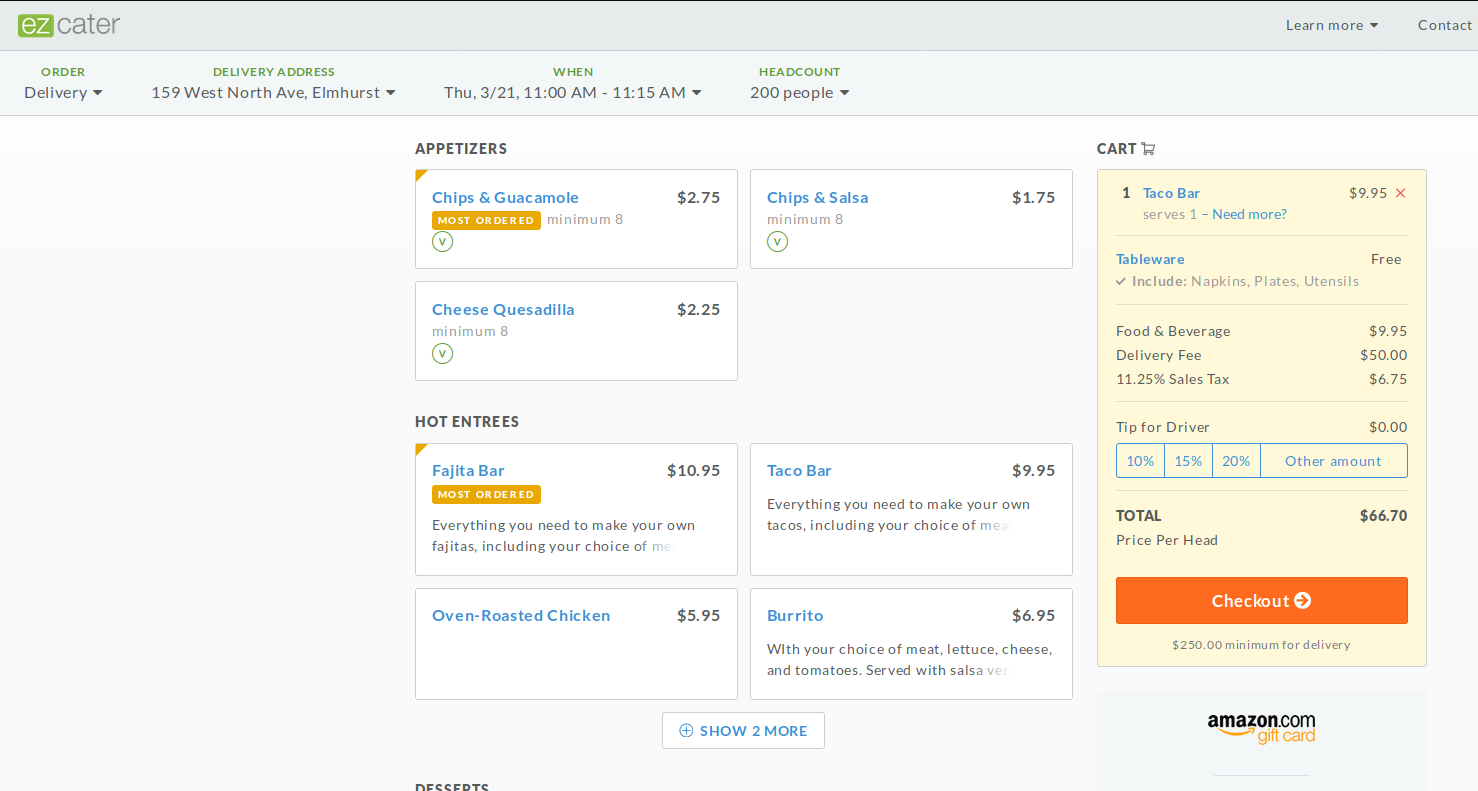 ez cater
Learn more
Contact
ORDER
Delivery
DELIVERY ADDRESS
159 West North Ave, Elmhurst
WHEN
Thu, 3/21, 11:00 AM - 11:15 AM
HEADCOUNT
200 people
APPETIZERS
Chips & Guacamole $2.75
MOST ORDERED minimum 8
V
Chips & Salsa $1.75
minimum 8
V
Cheese Quesadilla $2.25
minimum 8
V
HOT ENTREES
Fajita Bar $10.95
MOST ORDERED
Everything you need to make your own
fajitas, including your choice of me
Taco Bar $9.95
Everything you need to make your own
tacos, including your choice of mea
Oven-Roasted Chicken $5.95
Burrito $6.95
WIth your choice of meat, lettuce, cheese,
and tomatoes. Served with salsa ver
SHOW 2 MORE
DESSERTS
CART
1 Taco Bar $9.95
serves 1 – Need more?
Tableware Free
Include: Napkins, Plates, Utensils
Food & Beverage $9.95
Delivery Fee $50.00
11.25% Sales Tax $6.75
Tip for Driver $0.00
10% 15% 20% Other amount
TOTAL $66.70
Price Per Head
Checkout
$250.00 minimum for delivery
amazon.com
gift card